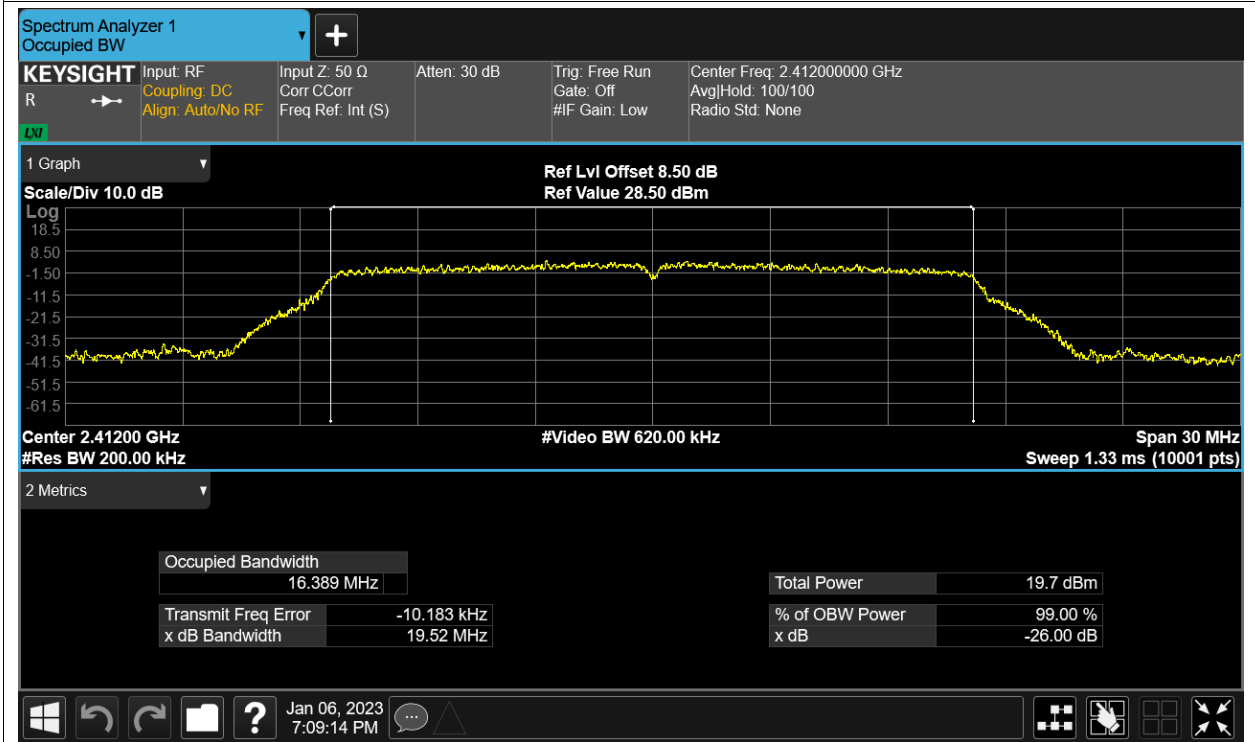 Spectrum Analyzer 1
Occupied BW
+
KEYSIGHT
R
LXI
Input: RF
Coupling: DC
Align: Auto/No RF
Input Z: 50 Ω
Corr CCorr
Freq Ref: Int (S)
Atten: 30 dB
Trig: Free Run
Gate: Off
#IF Gain: Low
Center Freq: 2.412000000 GHz
Avg|Hold: 100/100
Radio Std: None
1 Graph
Scale/Div 10.0 dB
Ref Lvl Offset 8.50 dB
Ref Value 28.50 dBm
Log
18.5
8.50
-1.50
-11.5
-21.5
-31.5
-41.5
-51.5
-61.5
Center 2.41200 GHz
#Res BW 200.00 kHz
#Video BW 620.00 kHz
Span 30 MHz
Sweep 1.33 ms (10001 pts)
2 Metrics
Occupied Bandwidth
16.389 MHz
Transmit Freq Error -10.183 kHz
x dB Bandwidth 19.52 MHz
Total Power 19.7 dBm
% of OBW Power 99.00 %
x dB -26.00 dB
?
Jan 06, 2023
7:09:14 PM